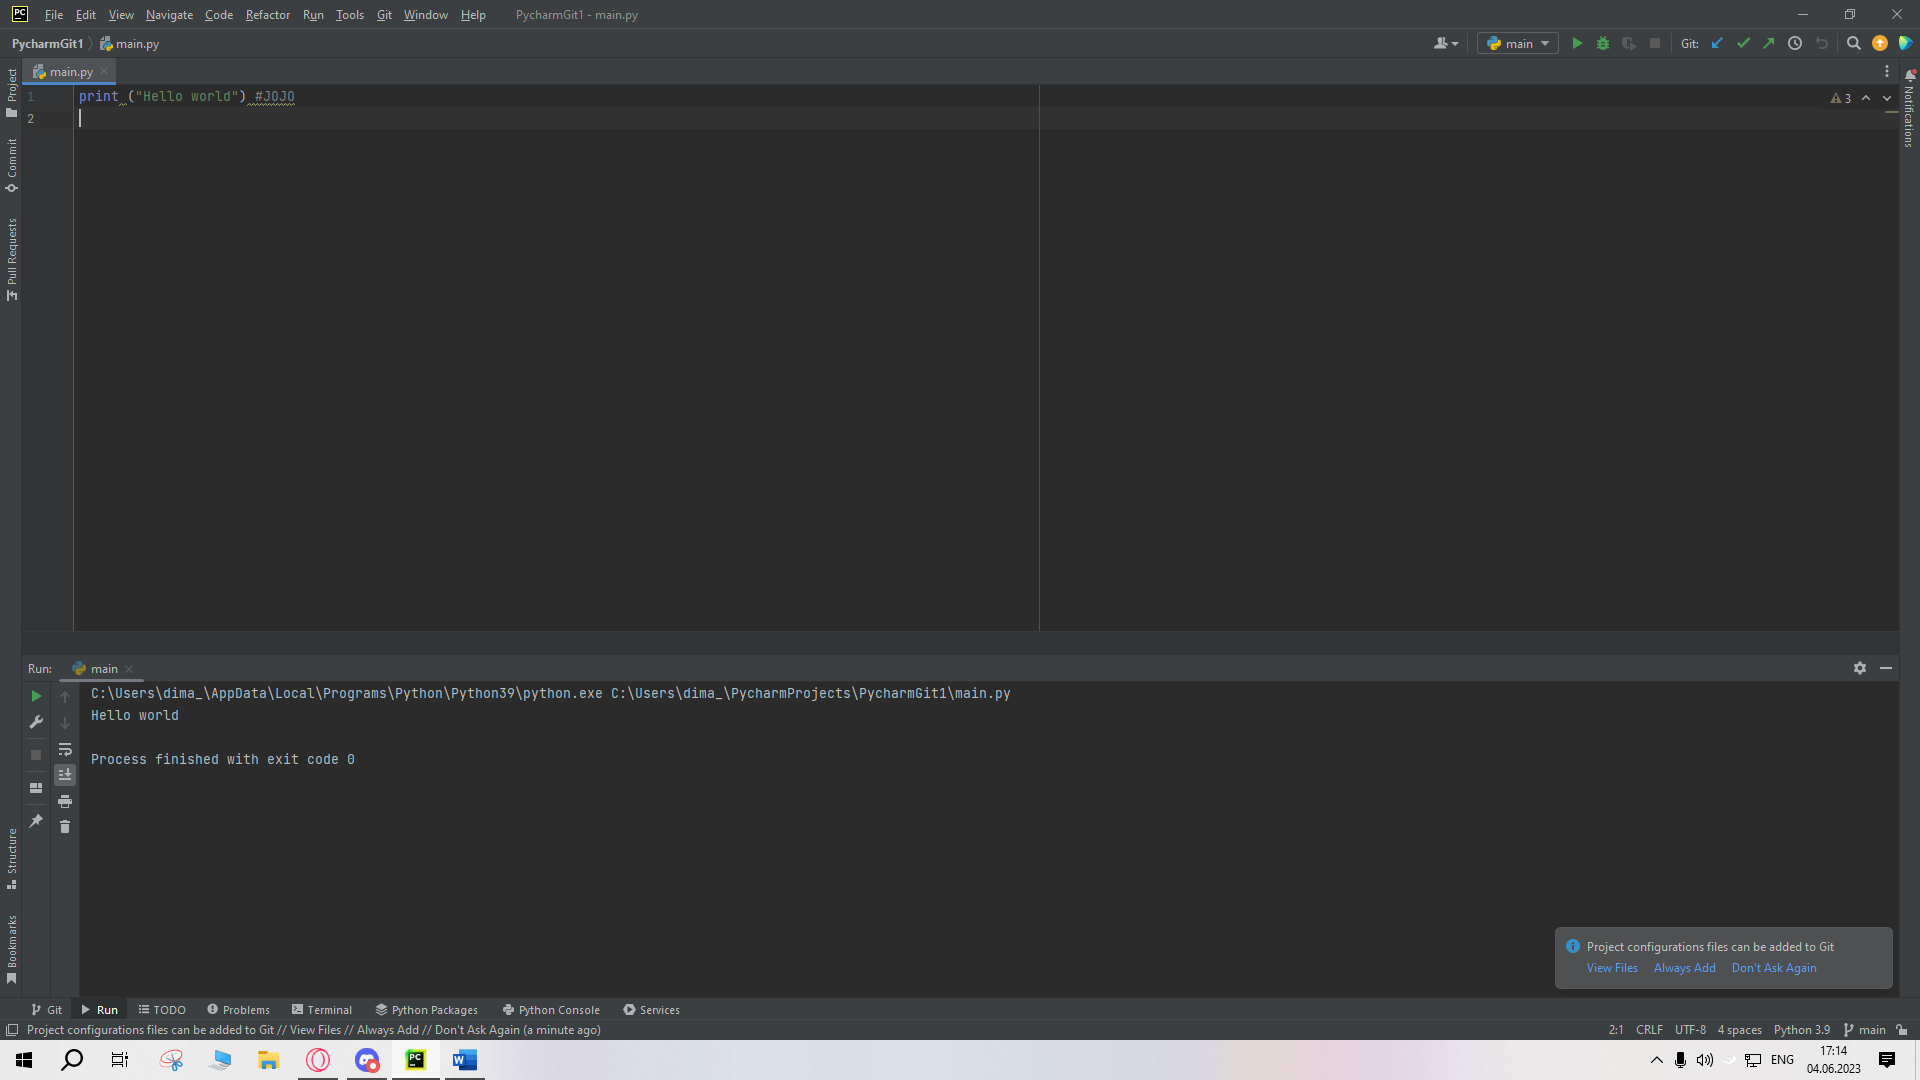 PC File Edit View Navigate Code Refactor Run Tools Git Window Help PycharmGit1 - main.py
PycharmGit1 main.py main Git:
main.py
Project
Commit
Pull Requests
Structure
Bookmarks
Notifications
1 print ("Hello world") #JOJO
3
2
Run: main
C:\Users\dima_\AppData\Local\Programs\Python\Python39\python.exe C:\Users\dima_\PycharmProjects\PycharmGit1\main.py
Hello world
Process finished with exit code 0
Project configurations files can be added to Git
View Files Always Add Don't Ask Again
Git Run TODO Problems Terminal Python Packages Python Console Services
Project configurations files can be added to Git // View Files // Always Add // Don't Ask Again (a minute ago) 2:1 CRLF UTF-8 4 spaces Python 3.9 main
PC W ENG 17:14
04.06.2023